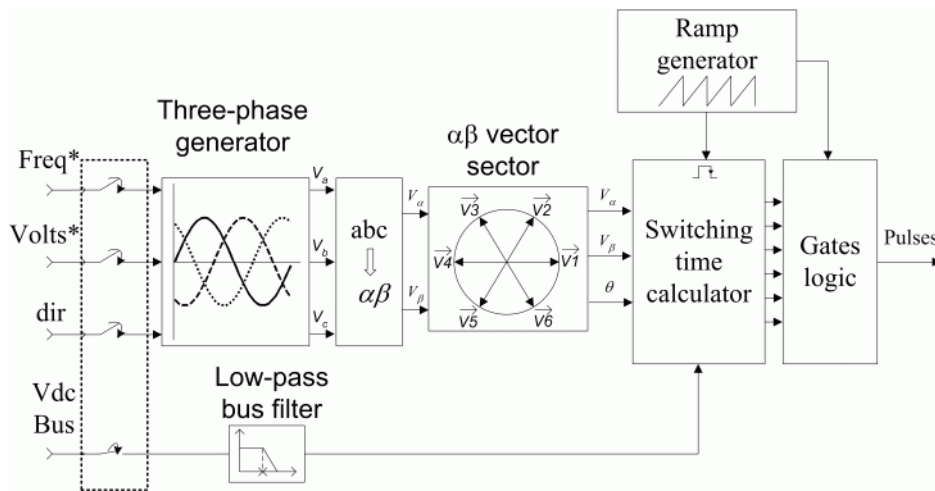 Ramp
generator
Three-phase
generator
αβ vector
sector
Freq*
Volts*
dir
Vdc
Bus
Va
Vb
Vc
abc
αβ
Vα
Vβ
V3
V2
V4
V1
V5
V6
Vα
Vβ
θ
Switching
time
calculator
Gates
logic
Pulses
Low-pass
bus filter